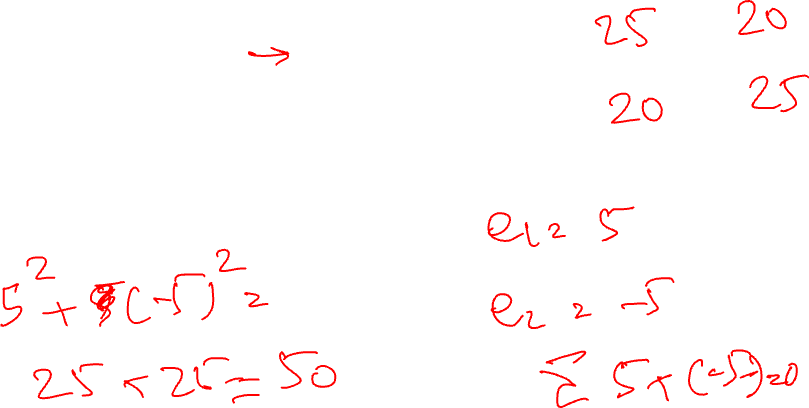 → 25 20
20 25
e₁ = 5
e₂ = -5
Σ 5 + (-5) = 0
5² + (-5)² =
25 + 25 = 50